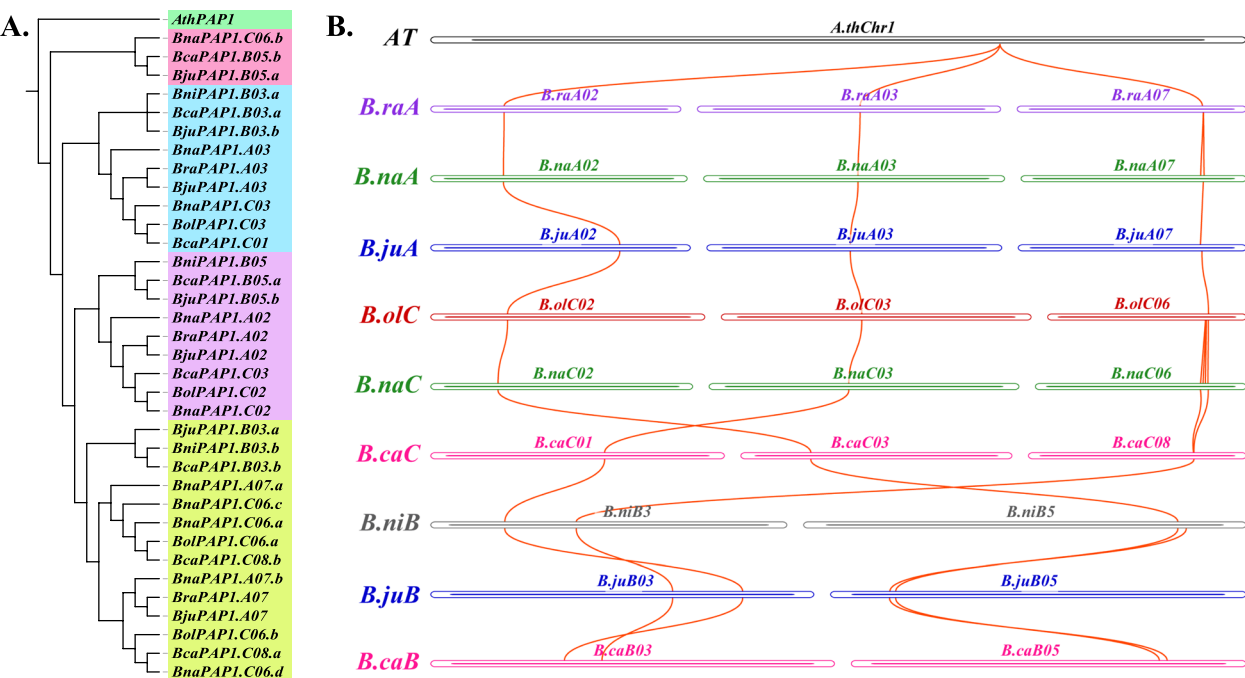 A.
AthPAP1
BnaPAP1.C06.b
BcaPAP1.B05.b
BjuPAP1.B05.a
BniPAP1.B03.a
BcaPAP1.B03.a
BjuPAP1.B03.b
BnaPAP1.A03
BraPAP1.A03
BjuPAP1.A03
BnaPAP1.C03
BolPAP1.C03
BcaPAP1.C01
BniPAP1.B05
BcaPAP1.B05.a
BjuPAP1.B05.b
BnaPAP1.A02
BraPAP1.A02
BjuPAP1.A02
BcaPAP1.C03
BolPAP1.C02
BnaPAP1.C02
BjuPAP1.B03.a
BniPAP1.B03.b
BcaPAP1.B03.b
BnaPAP1.A07.a
BnaPAP1.C06.c
BnaPAP1.C06.a
BolPAP1.C06.a
BcaPAP1.C08.b
BnaPAP1.A07.b
BraPAP1.A07
BjuPAP1.A07
BolPAP1.C06.b
BcaPAP1.C08.a
BnaPAP1.C06.d
B.
AT A.thChr1
B.raA B.raA02 B.raA03 B.raA07
B.naA B.naA02 B.naA03 B.naA07
B.juA B.juA02 B.juA03 B.juA07
B.olC B.olC02 B.olC03 B.olC06
B.naC B.naC02 B.naC03 B.naC06
B.caC B.caC01 B.caC03 B.caC08
B.niB B.niB3 B.niB5
B.juB B.juB03 B.juB05
B.caB B.caB03 B.caB05